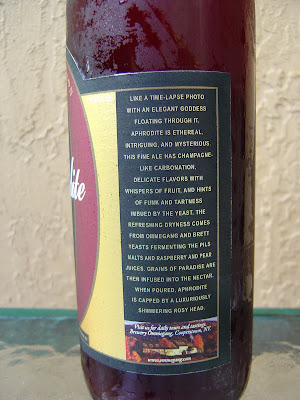 LIKE A TIME-LAPSE PHOTO
WITH AN ELEGANT GODDESS
FLOATING THROUGH IT,
APHRODITE IS ETHEREAL,
INTRIGUING, AND MYSTERIOUS.
THIS FINE ALE HAS CHAMPAGNE-
LIKE CARBONATION,
DELICATE FLAVORS WITH
WHISPERS OF FRUIT, AND HINTS
OF FUNK AND TARTNESS
IMBUED BY THE YEAST. THE
REFRESHING DRYNESS COMES
FROM OMMEGANG AND BRETT
YEASTS FERMENTING THE PILS
MALTS AND RASPBERRY AND PEAR
JUICES. GRAINS OF PARADISE ARE
THEN INFUSED INTO THE NECTAR.
WHEN POURED, APHRODITE
IS CAPPED BY A LUXURIOUSLY
SHIMMERING ROSY HEAD.
Visit us for daily tours and tastings.
Brewery Ommegang, Cooperstown, NY.
www.ommegang.com
ite